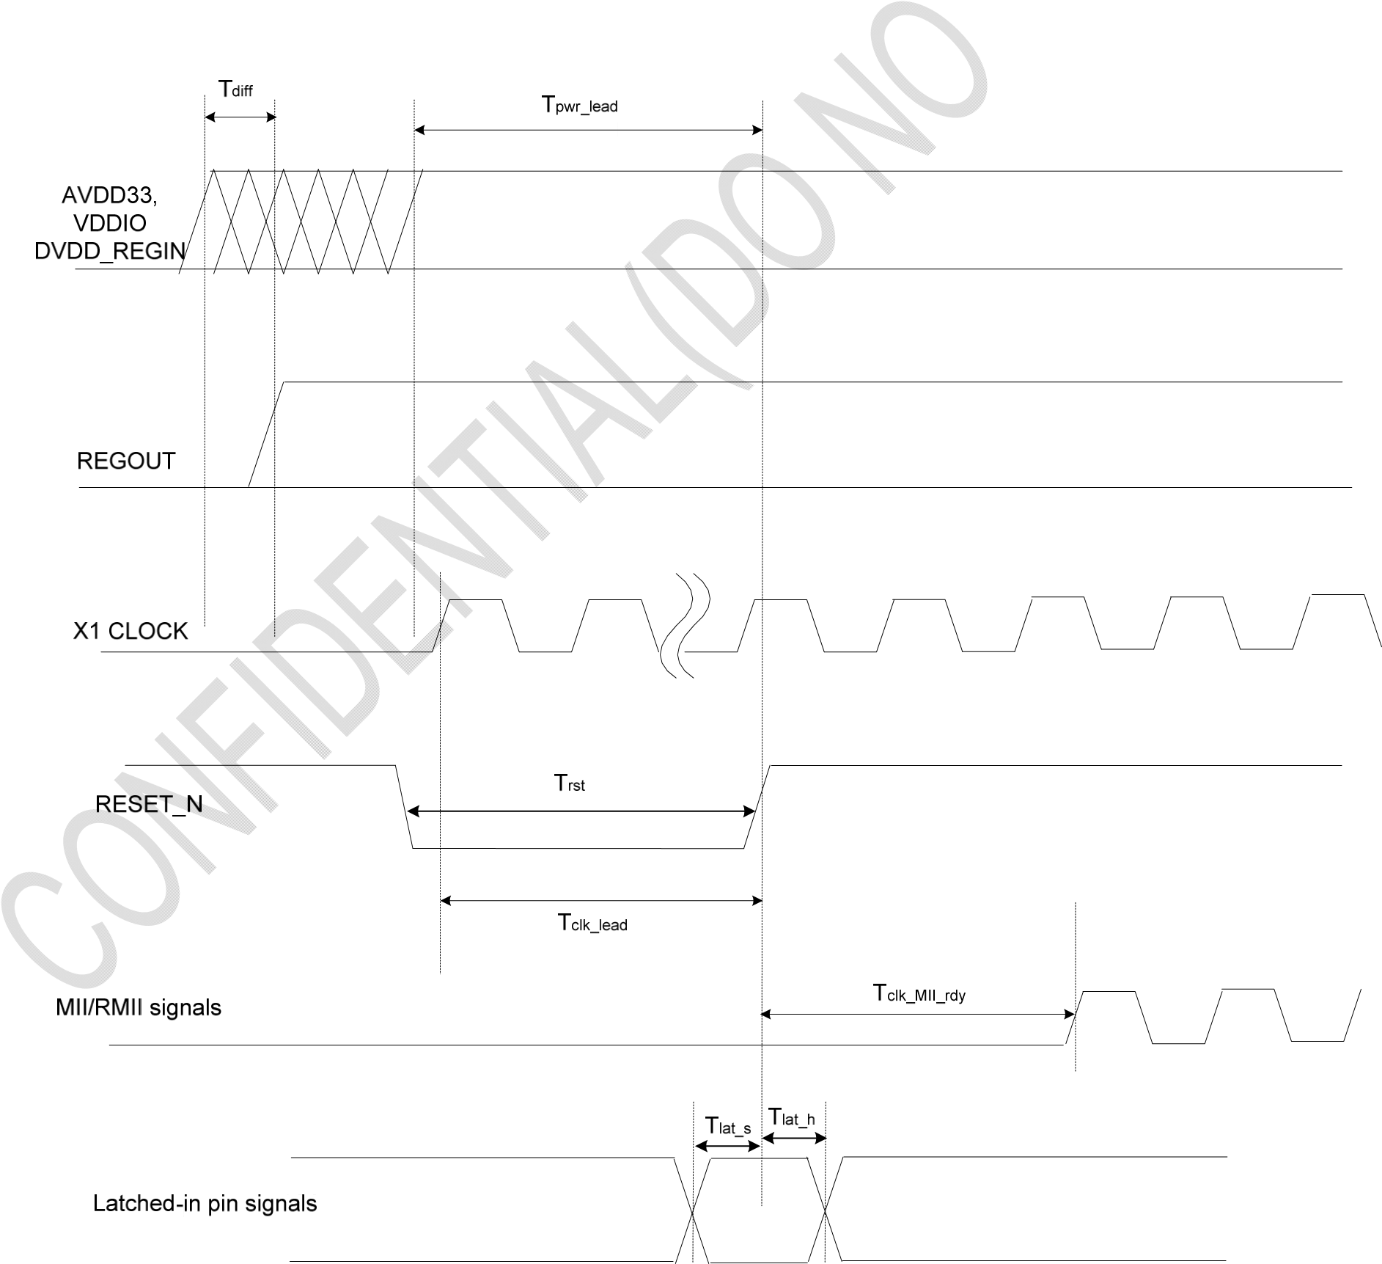 Tdiff
Tpwr_lead
AVDD33,
VDDIO
DVDD_REGIN
REGOUT
X1 CLOCK
RESET_N
Trst
Tclk_lead
MII/RMII signals
Tclk_MII_rdy
Tlat_s
Tlat_h
Latched-in pin signals
CONFIDENTIAL(DO NO